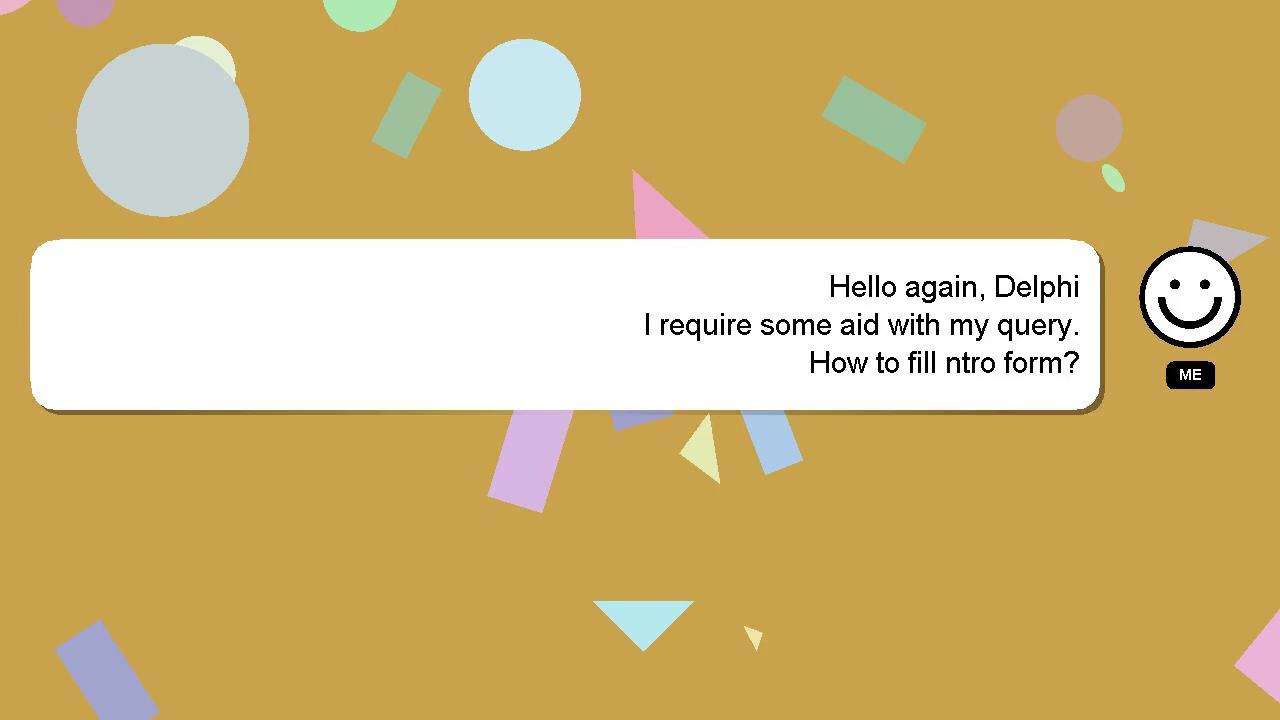 Hello again, Delphi
I require some aid with my query.
How to fill ntro form?
ME